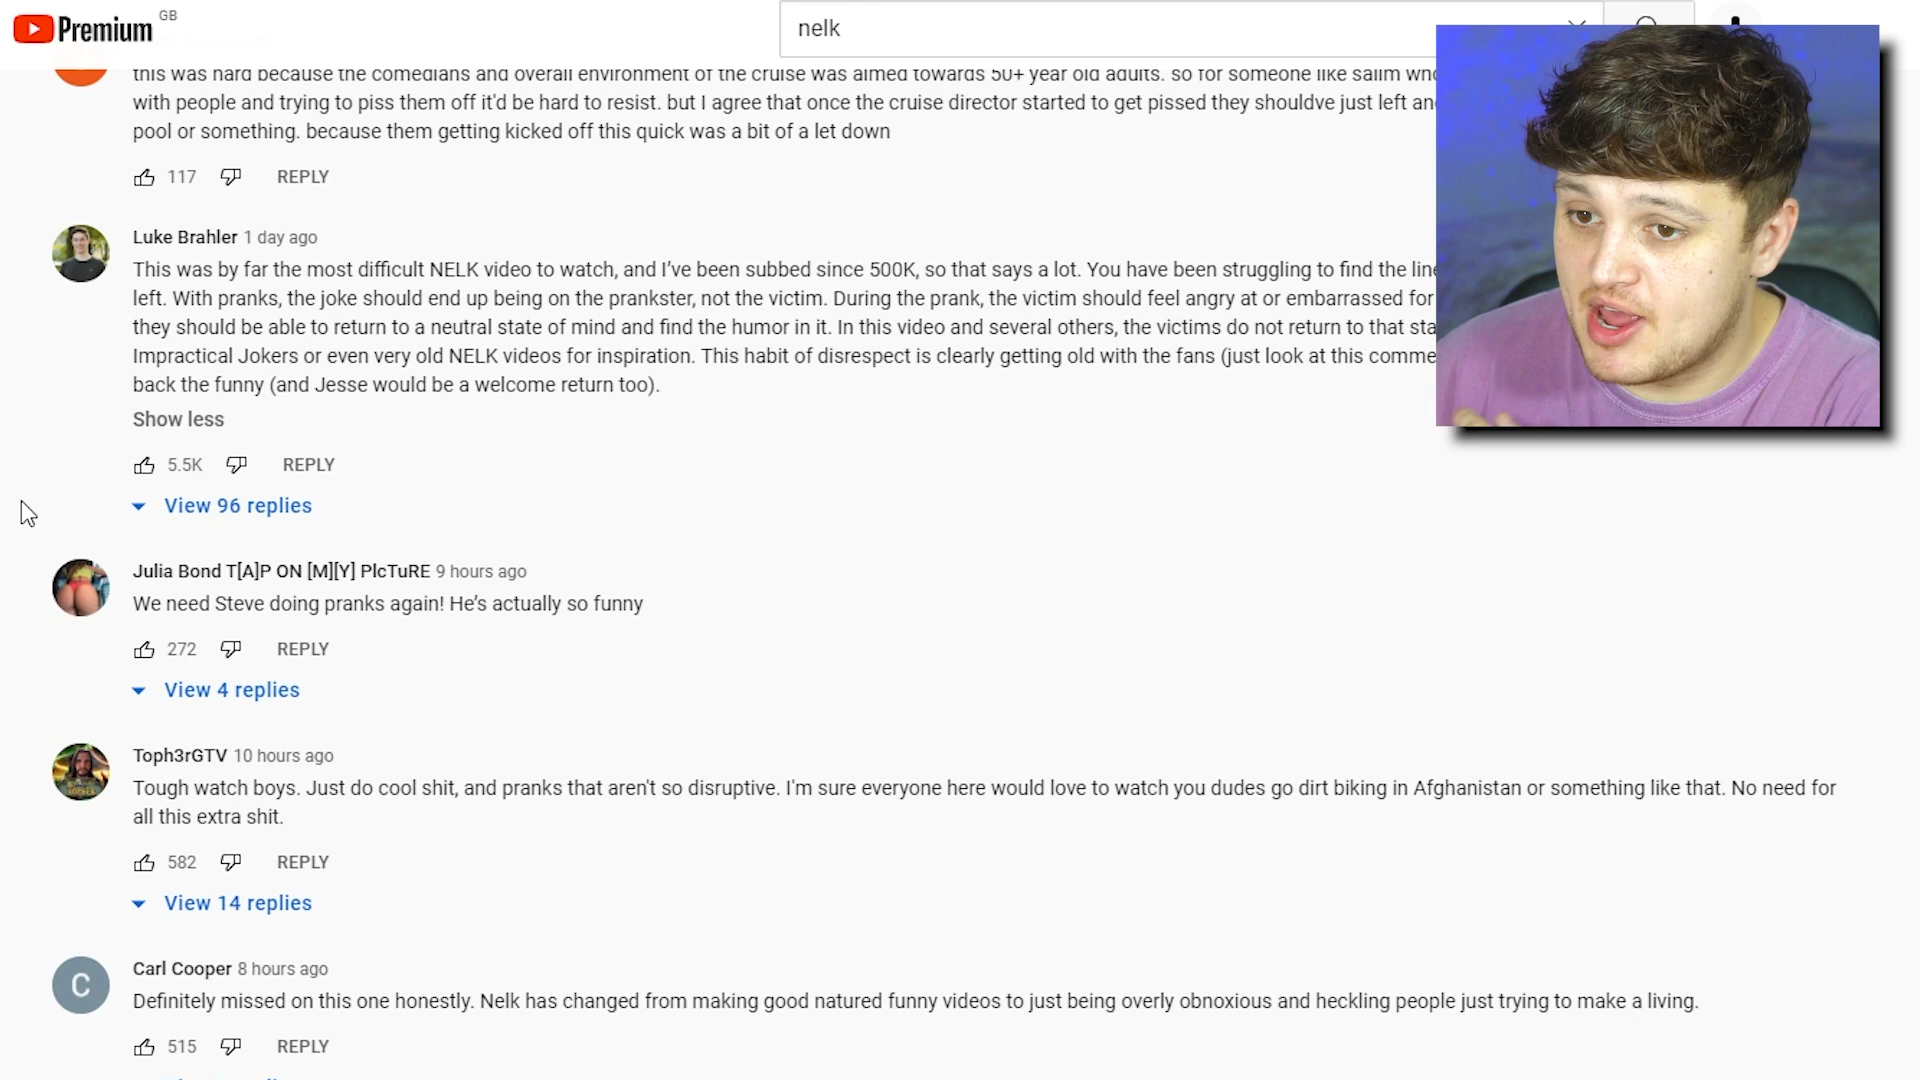 Premium GB
nelk
this was hard because the comedians and overall environment of the cruise was aimed towards 50+ year old adults. so for someone like salim who
with people and trying to piss them off it'd be hard to resist. but I agree that once the cruise director started to get pissed they shouldve just left an
pool or something. because them getting kicked off this quick was a bit of a let down
117 REPLY
Luke Brahler 1 day ago
This was by far the most difficult NELK video to watch, and I've been subbed since 500K, so that says a lot. You have been struggling to find the line
left. With pranks, the joke should end up being on the prankster, not the victim. During the prank, the victim should feel angry at or embarrassed for
they should be able to return to a neutral state of mind and find the humor in it. In this video and several others, the victims do not return to that sta
Impractical Jokers or even very old NELK videos for inspiration. This habit of disrespect is clearly getting old with the fans (just look at this comme
back the funny (and Jesse would be a welcome return too).
Show less
5.5K REPLY
View 96 replies
Julia Bond T[A]P ON [M][Y] PlcTuRE 9 hours ago
We need Steve doing pranks again! He's actually so funny
272 REPLY
View 4 replies
Toph3rGTV 10 hours ago
Tough watch boys. Just do cool shit, and pranks that aren't so disruptive. I'm sure everyone here would love to watch you dudes go dirt biking in Afghanistan or something like that. No need for
all this extra shit.
582 REPLY
View 14 replies
C
Carl Cooper 8 hours ago
Definitely missed on this one honestly. Nelk has changed from making good natured funny videos to just being overly obnoxious and heckling people just trying to make a living.
515 REPLY